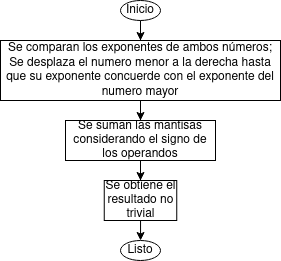 Inicio
Se comparan los exponentes de ambos números;
Se desplaza el numero menor a la derecha hasta
que su exponente concuerde con el exponente del
numero mayor
Se suman las mantisas
considerando el signo de
los operandos
Se obtiene el
resultado no
trivial
Listo